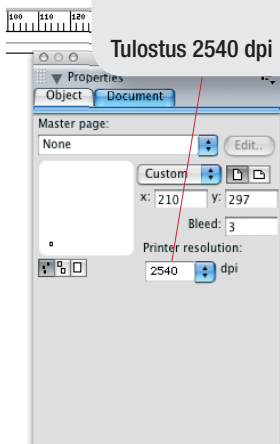 100 110 120
Tulostus 2540 dpi
Properties
Object Document
Master page:
None Edit..
Custom
x: 210 y: 297
Bleed: 3
Printer resolution:
2540 dpi